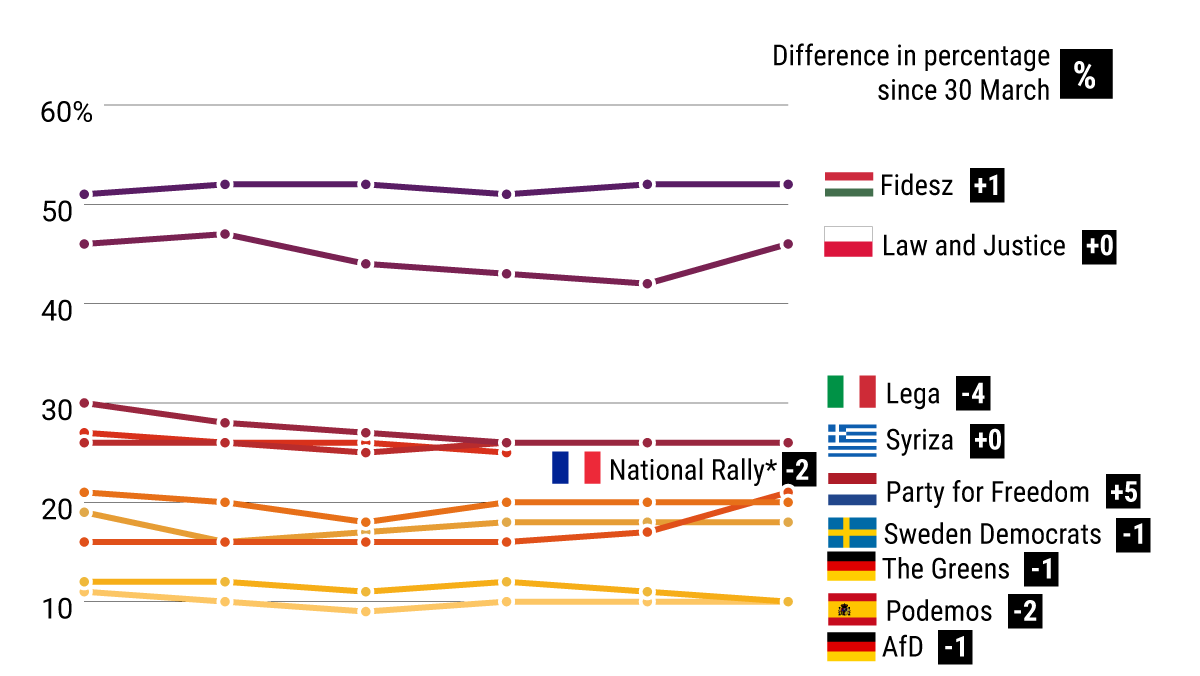 Difference in percentage
since 30 March %
60%
Fidesz +1
50
Law and Justice +0
40
Lega -4
30
Syriza +0
National Rally* -2
Party for Freedom +5
20
Sweden Democrats -1
The Greens -1
10
Podemos -2
AfD -1